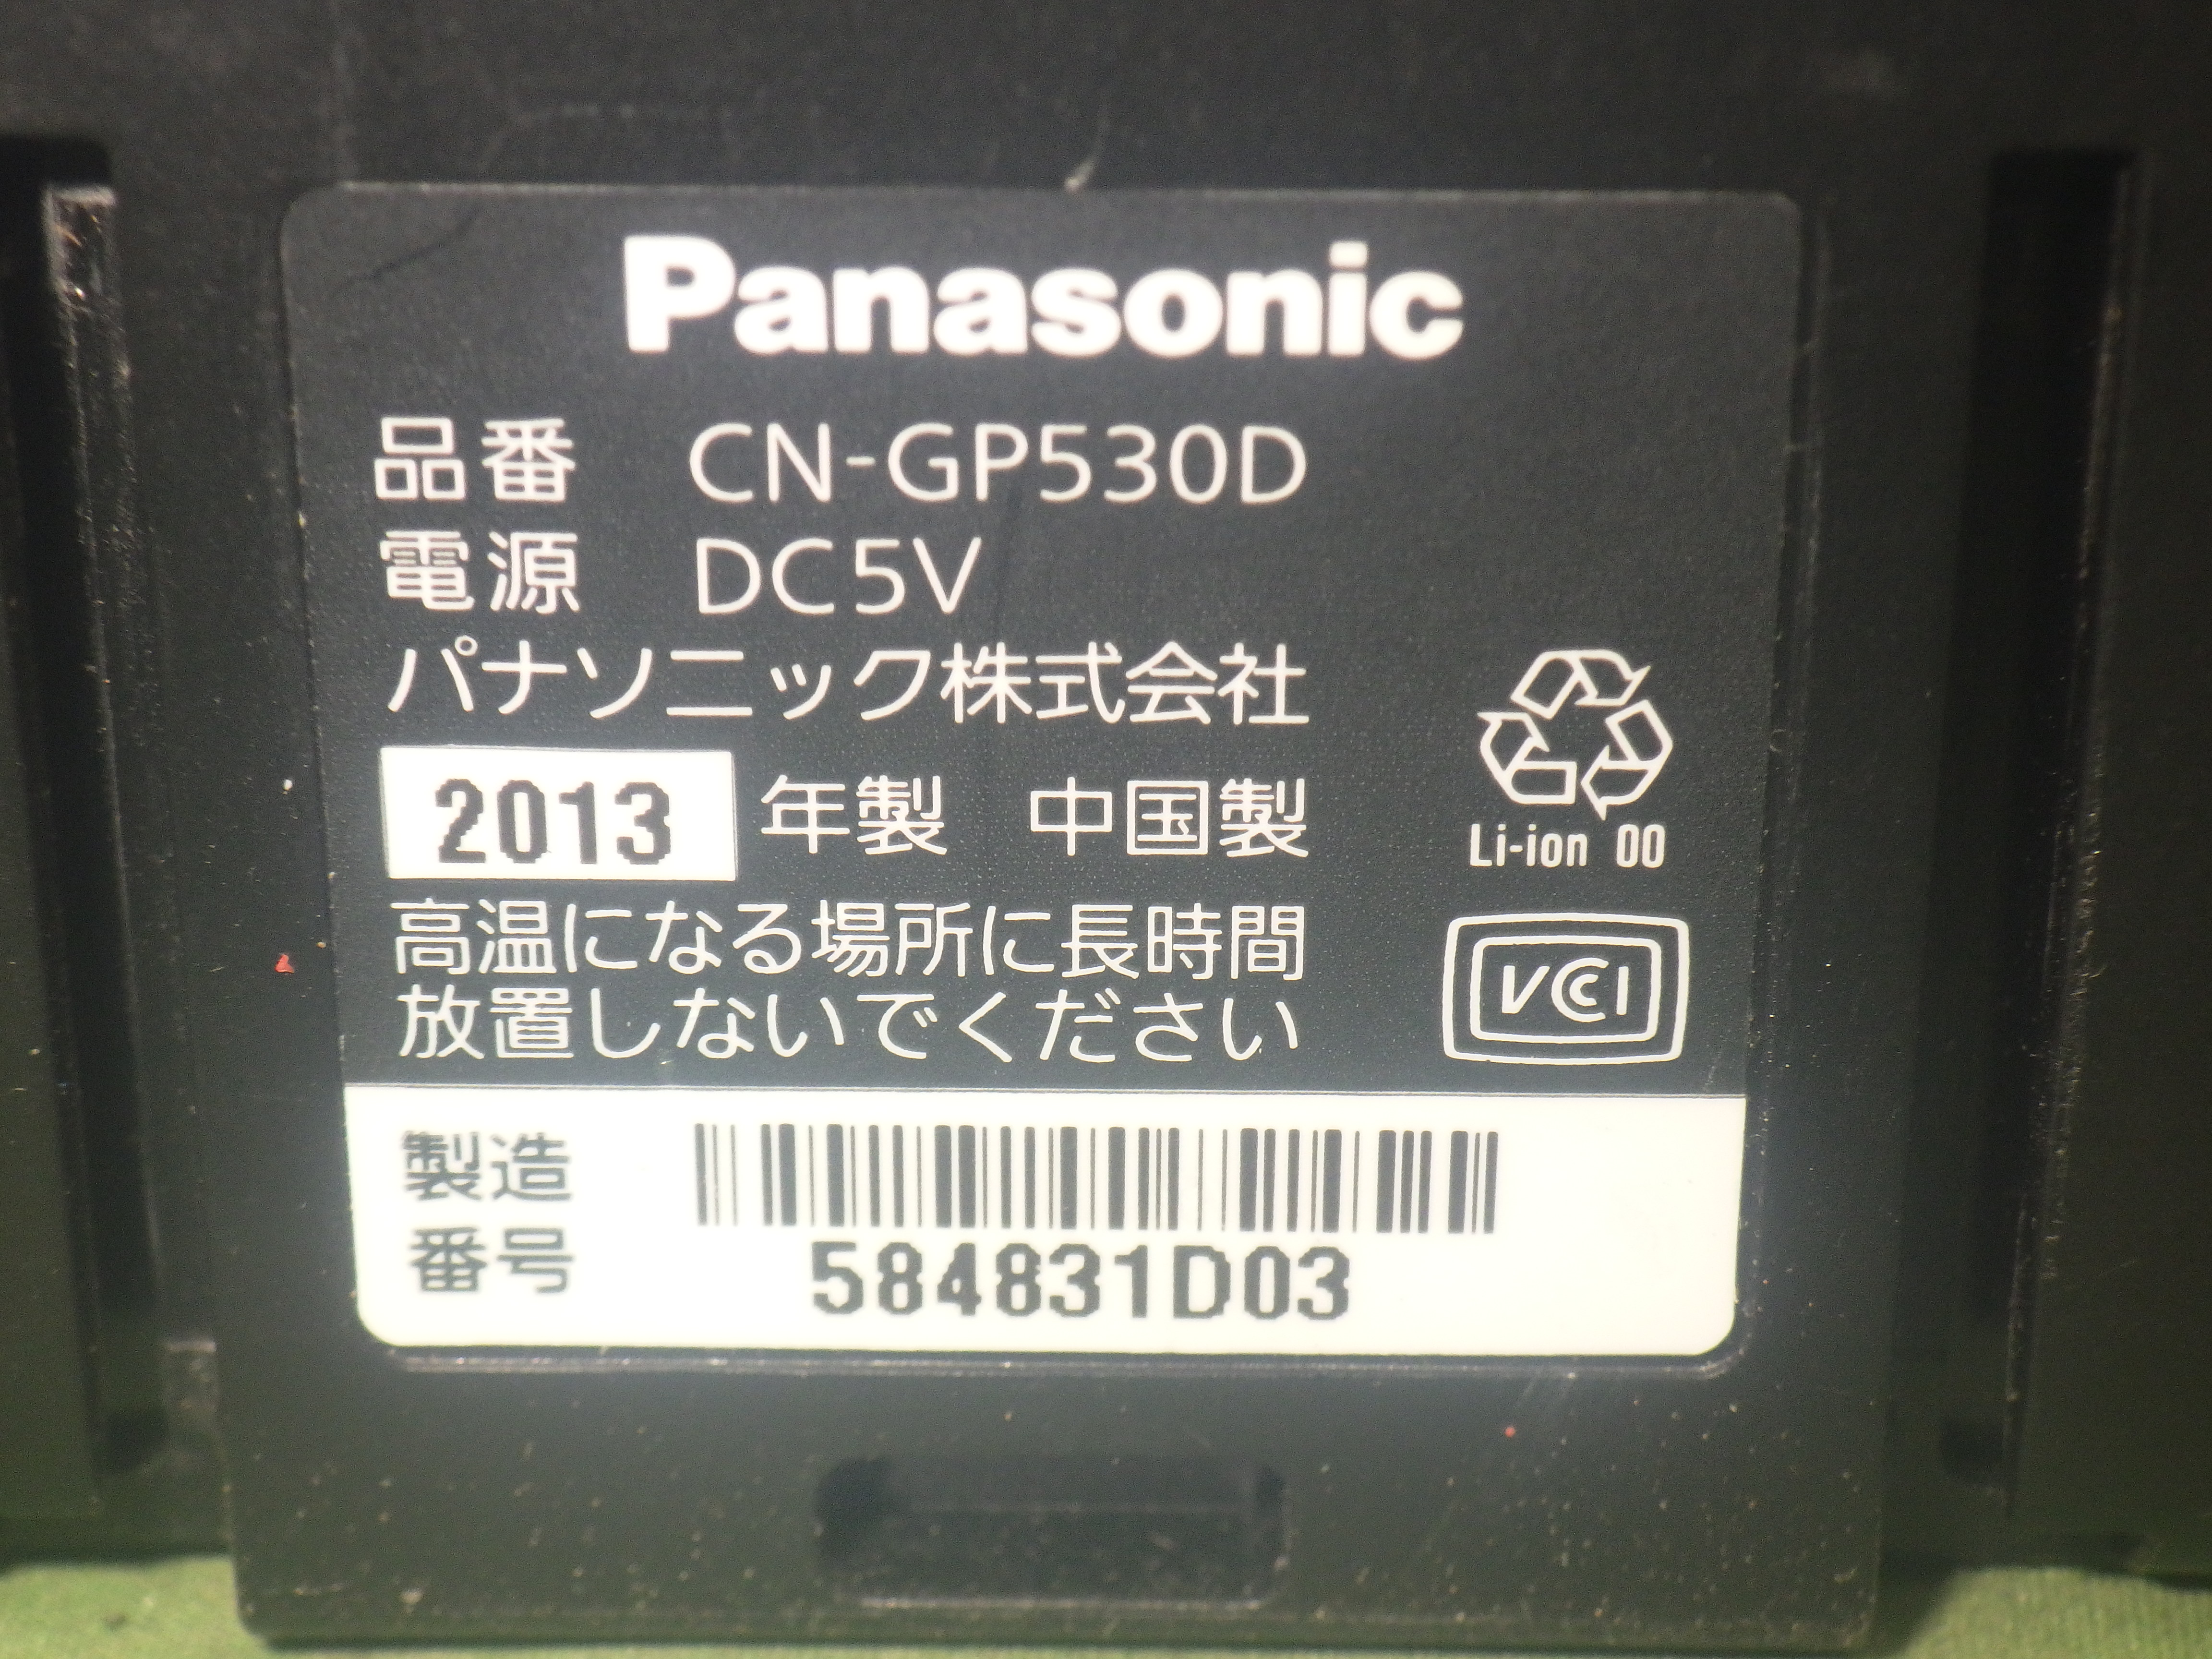 Panasonic
品番 CN-GP530D
電源 DC5V
パナソニック株式会社
2013 年製 中国製
Li-ion 00
高温になる場所に長時間
放置しないでください
VCCI
製造
番号
584831D03